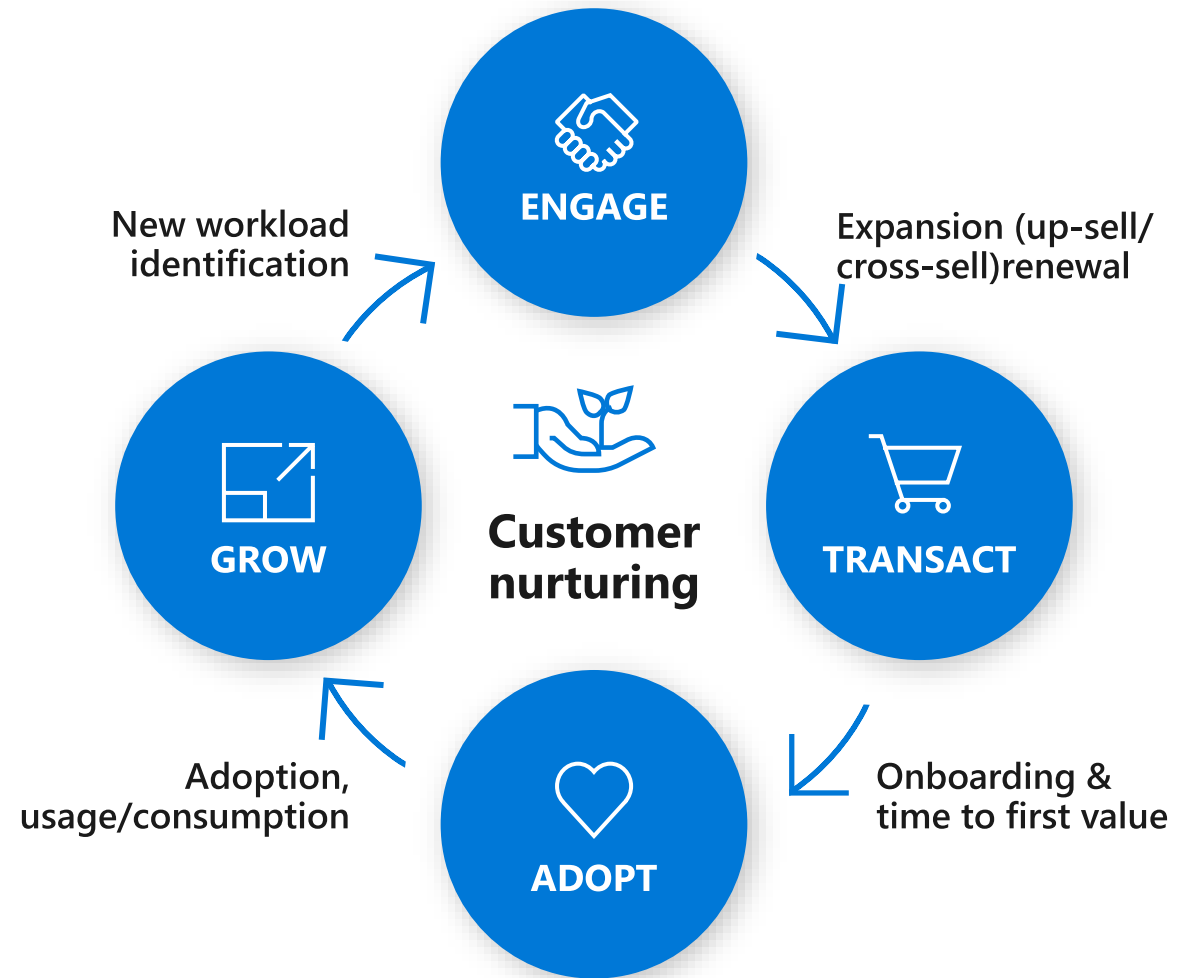 ENGAGE
New workload
identification
Expansion (up-sell/
cross-sell)renewal
GROW
Customer
nurturing
TRANSACT
Adoption,
usage/consumption
Onboarding &
time to first value
ADOPT